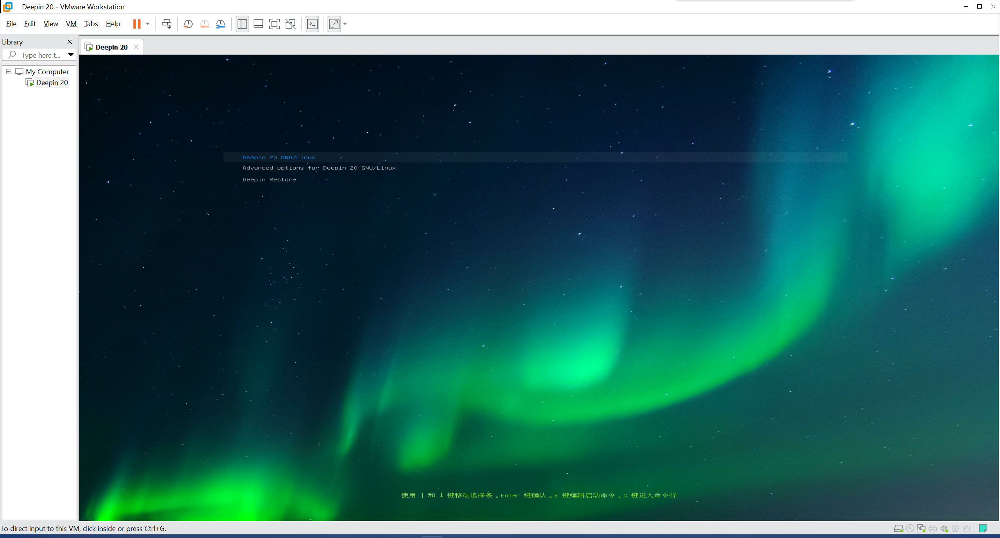 Deepin 20 - VMware Workstation
File Edit View VM Tabs Help
Library
Type here t...
My Computer
Deepin 20
Deepin 20
Deepin 20 GNU/Linux
Advanced options for Deepin 20 GNU/Linux
Deepin Restore
使用 ↑ 和 ↓ 键移动选择条,Enter 键确认,E 键编辑启动命令,C 键进入命令行
To direct input to this VM, click inside or press Ctrl+G.